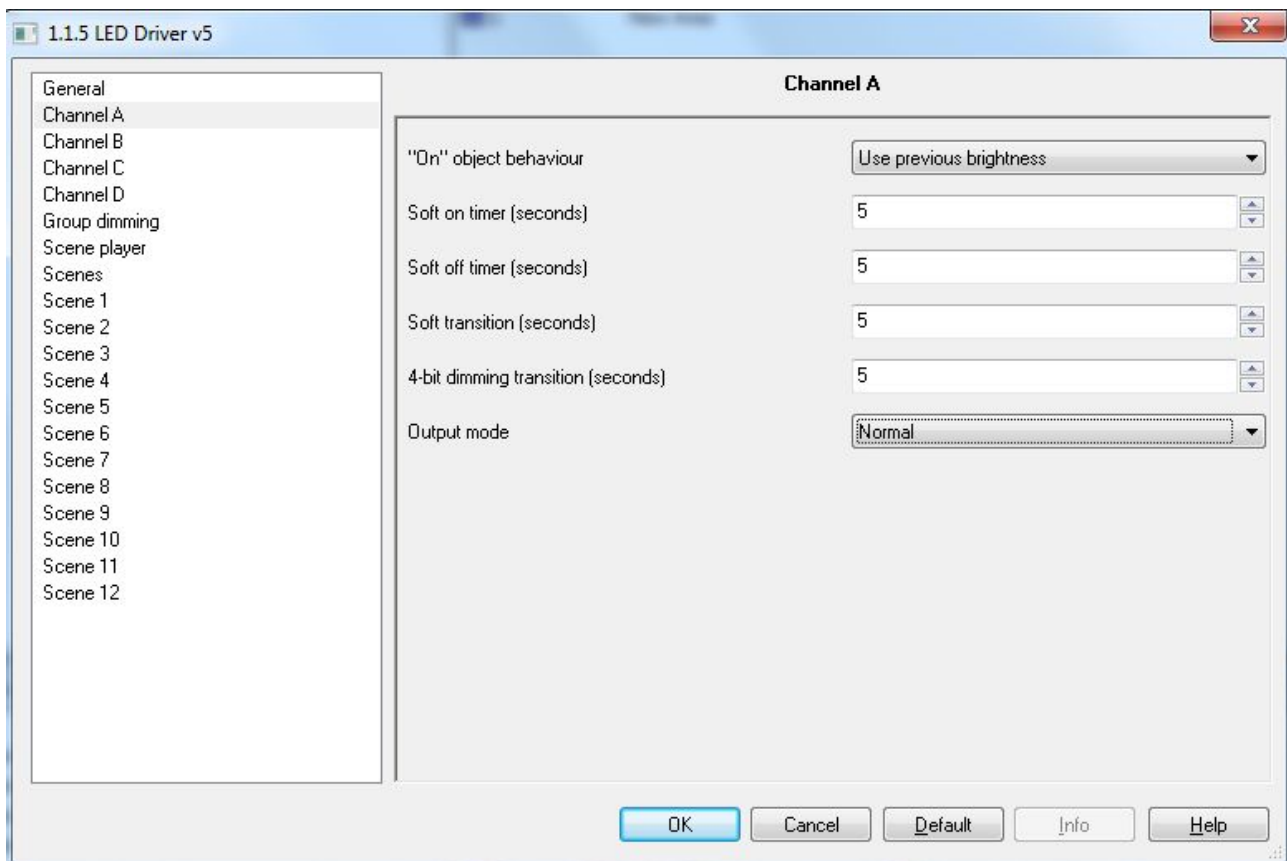 1.1.5 LED Driver v5
General
Channel A
Channel B
Channel C
Channel D
Group dimming
Scene player
Scenes
Scene 1
Scene 2
Scene 3
Scene 4
Scene 5
Scene 6
Scene 7
Scene 8
Scene 9
Scene 10
Scene 11
Scene 12
Channel A
"On" object behaviour Use previous brightness
Soft on timer (seconds) 5
Soft off timer (seconds) 5
Soft transition (seconds) 5
4-bit dimming transition (seconds) 5
Output mode Normal
OK Cancel Default Info Help